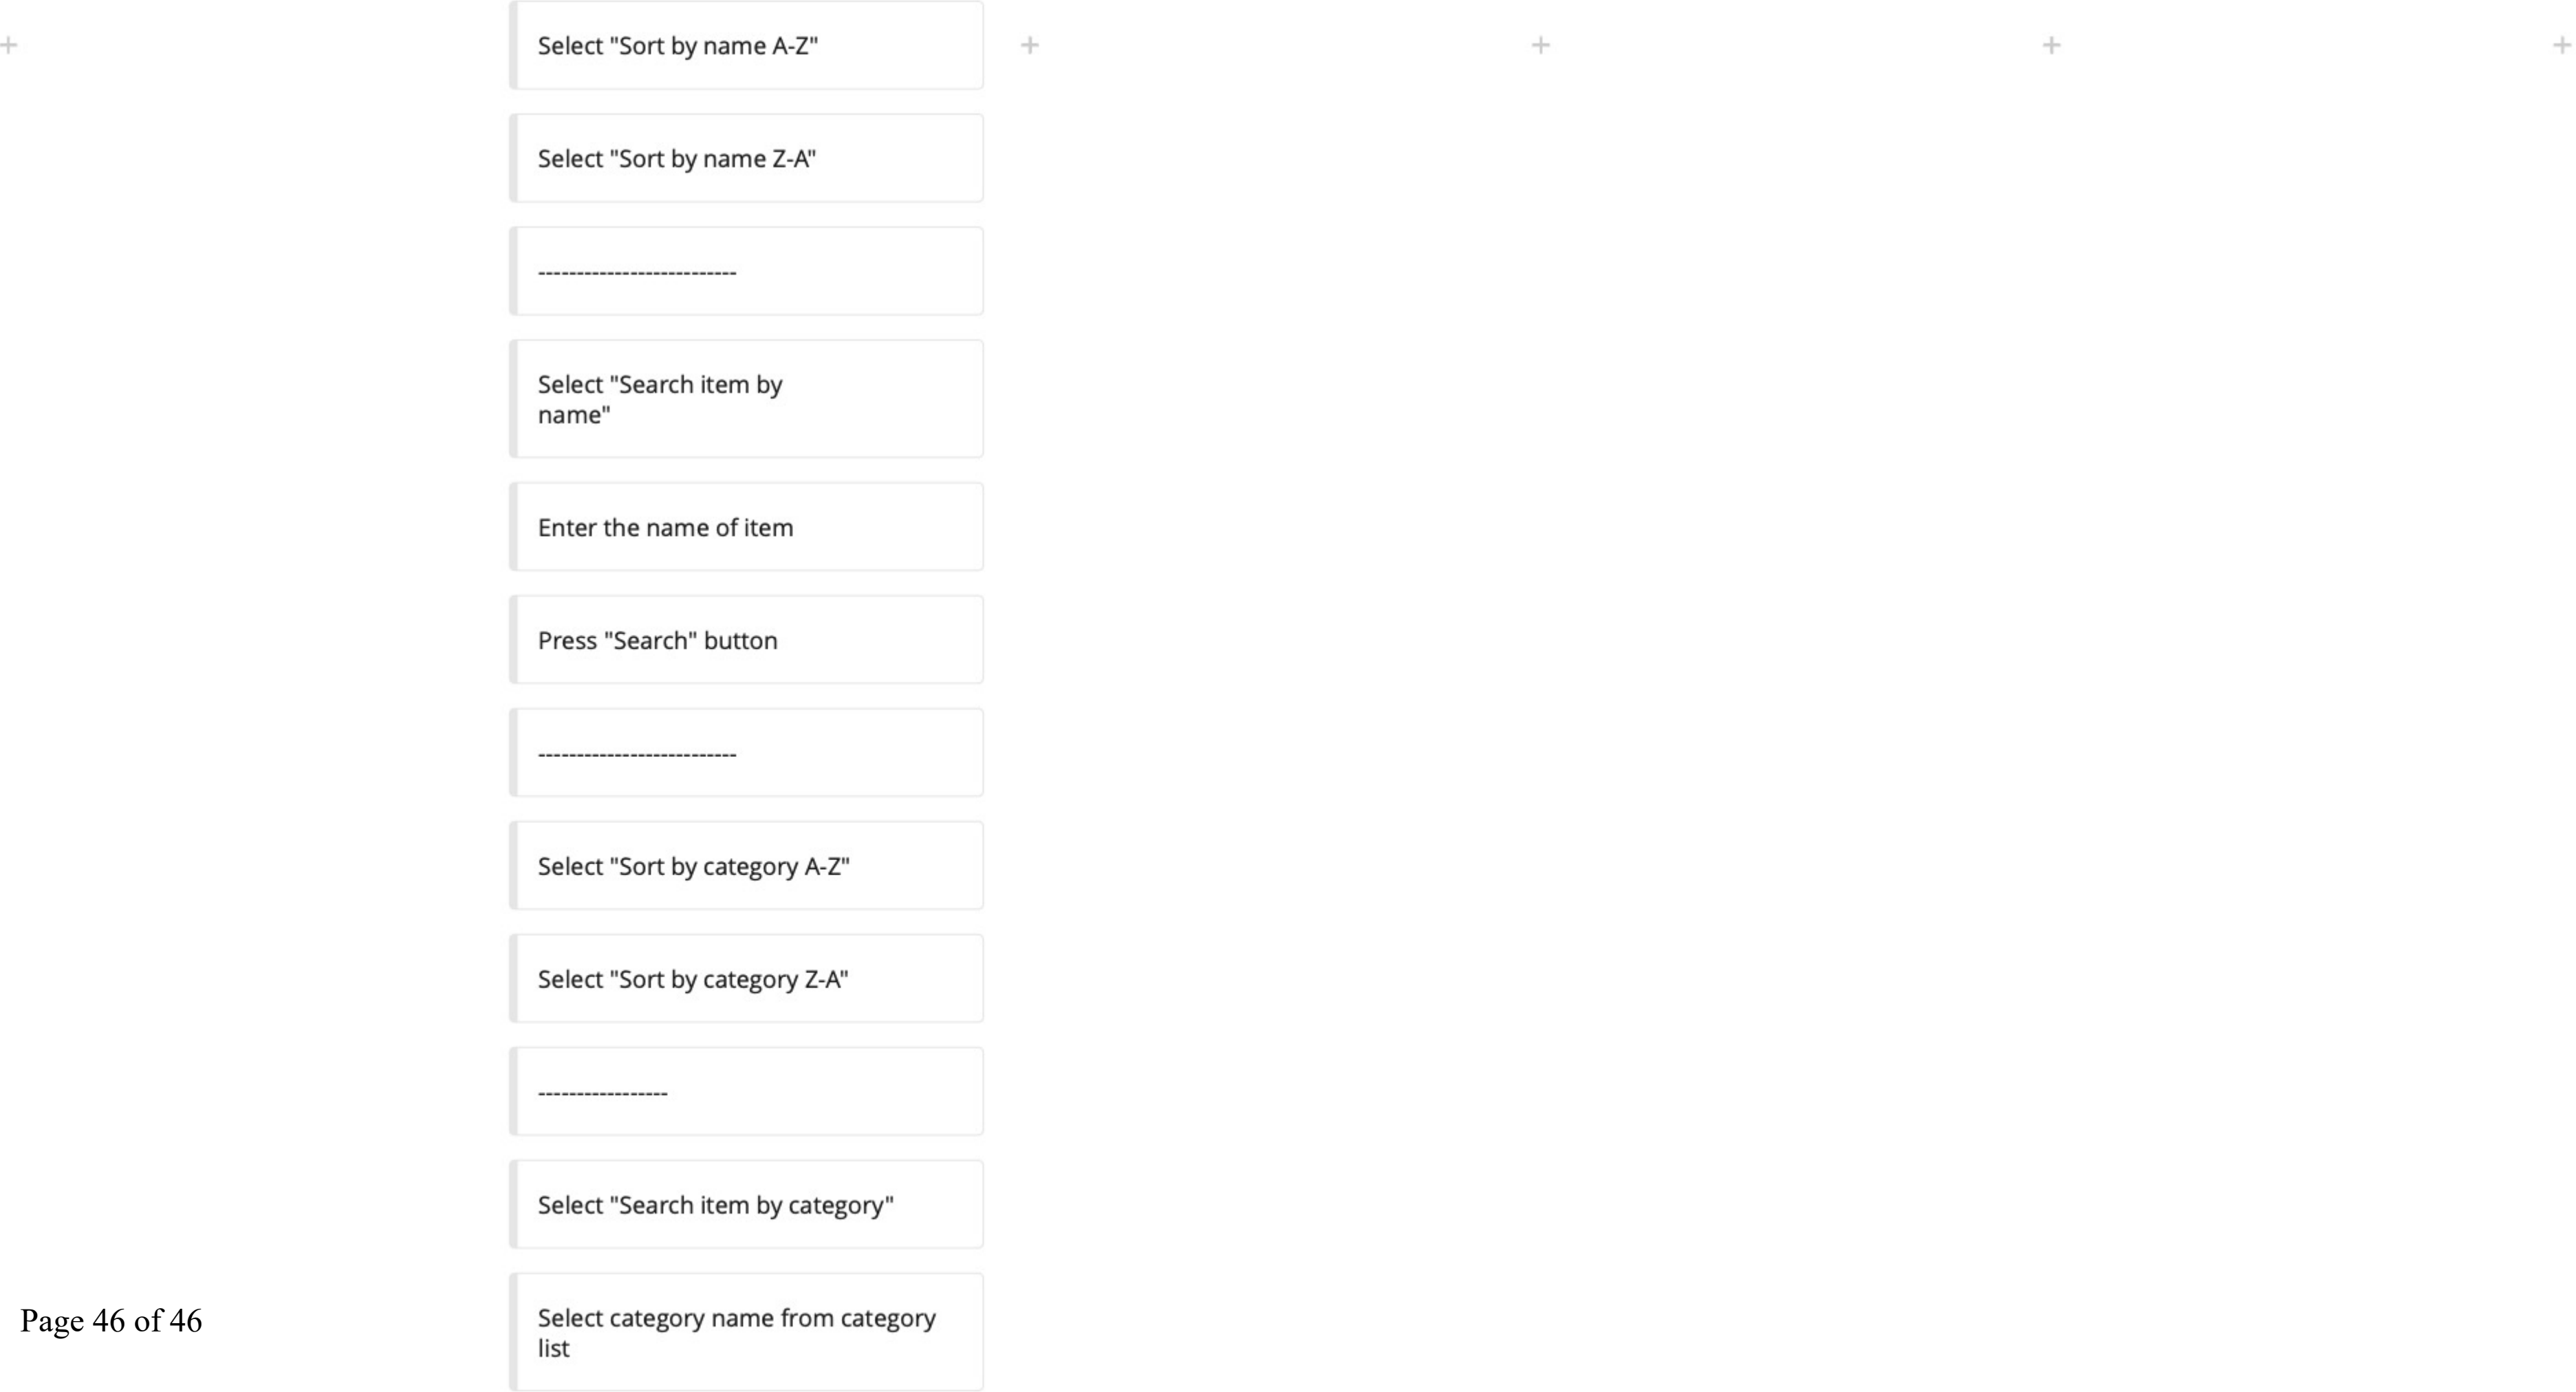 Select "Sort by name A-Z"
Select "Sort by name Z-A"
--------------------------
Select "Search item by
name"
Enter the name of item
Press "Search" button
--------------------------
Select "Sort by category A-Z"
Select "Sort by category Z-A"
-----------------
Select "Search item by category"
Select category name from category
list
Page 46 of 46